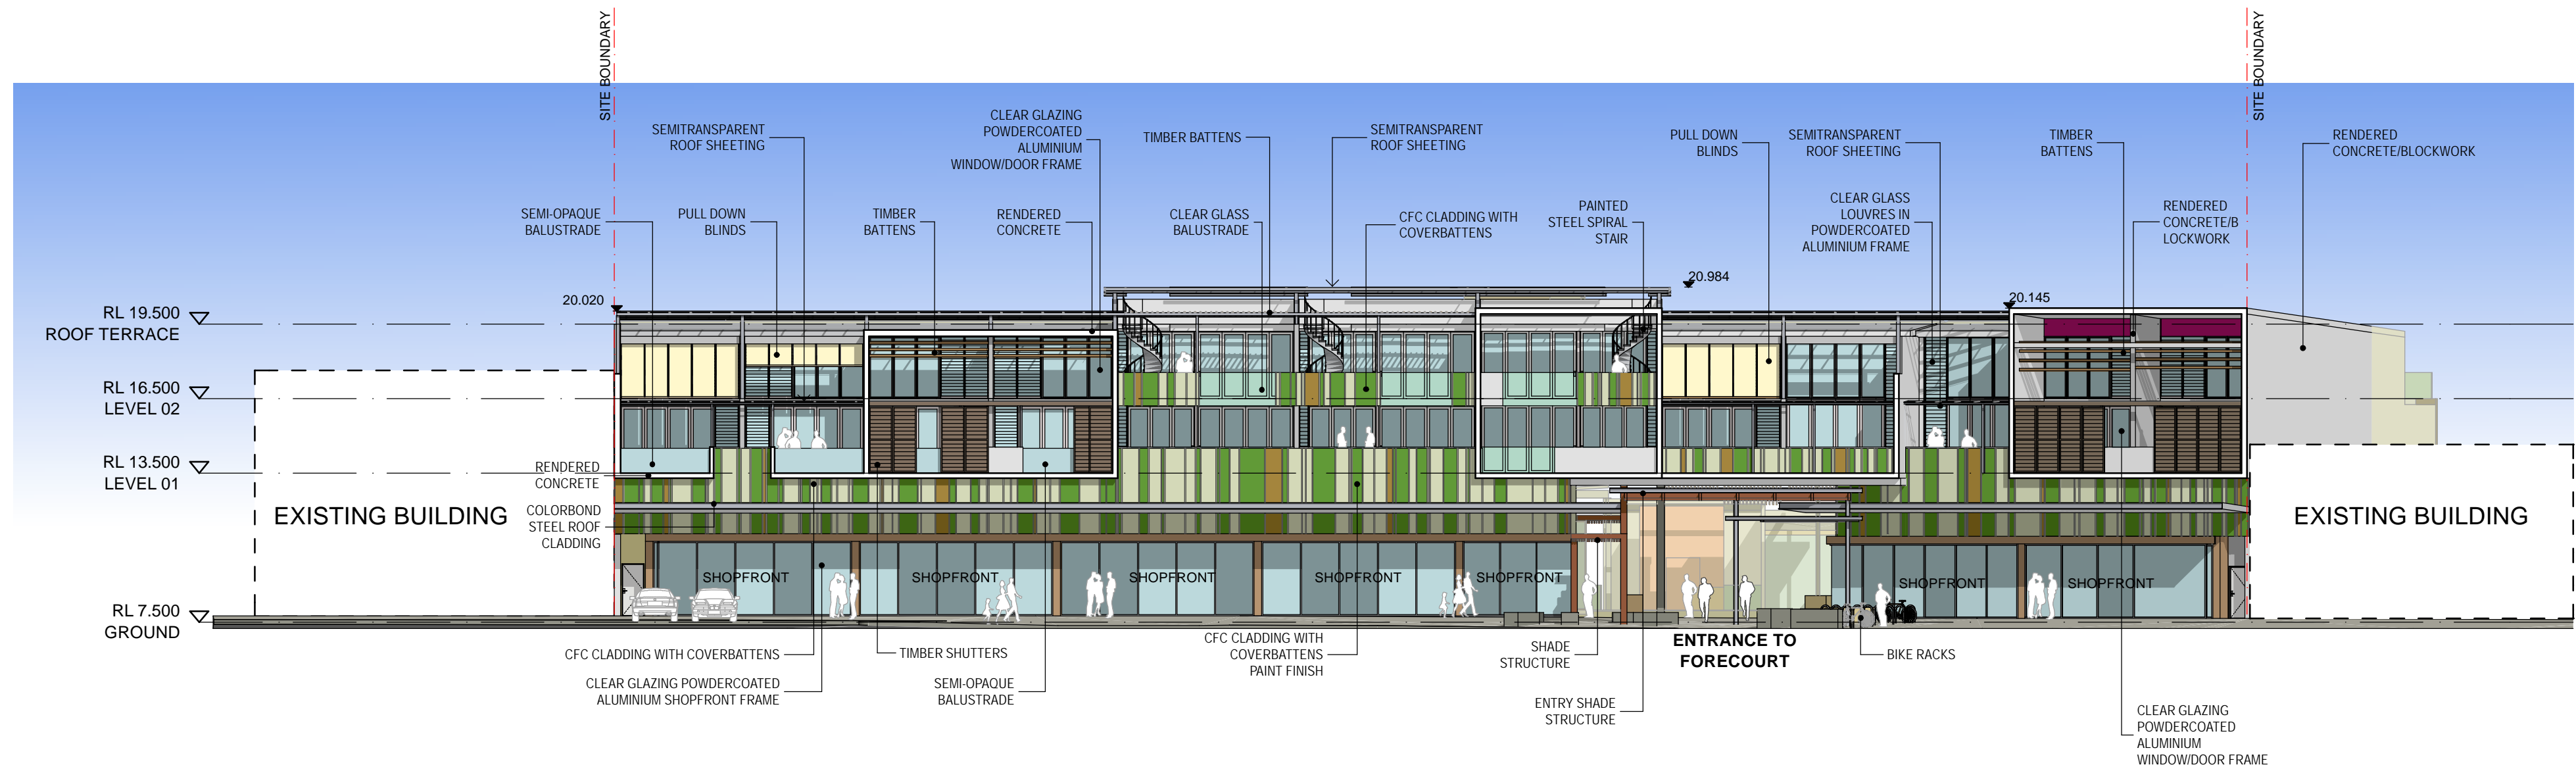 SITE BOUNDARY
SITE BOUNDARY
SEMITRANSPARENT
ROOF SHEETING
CLEAR GLAZING
POWDERCOATED
ALUMINIUM
WINDOW/DOOR FRAME
TIMBER BATTENS
SEMITRANSPARENT
ROOF SHEETING
PULL DOWN
BLINDS
SEMITRANSPARENT
ROOF SHEETING
TIMBER
BATTENS
RENDERED
CONCRETE/BLOCKWORK
SEMI-OPAQUE
BALUSTRADE
PULL DOWN
BLINDS
TIMBER
BATTENS
RENDERED
CONCRETE
CLEAR GLASS
BALUSTRADE
CFC CLADDING WITH
COVERBATTENS
PAINTED
STEEL SPIRAL
STAIR
CLEAR GLASS
LOUVRES IN
POWDERCOATED
ALUMINIUM FRAME
RENDERED
CONCRETE/B
LOCKWORK
20.020
20.984
20.145
RL 19.500
ROOF TERRACE
RL 16.500
LEVEL 02
RL 13.500
LEVEL 01
RL 7.500
GROUND
EXISTING BUILDING
RENDERED
CONCRETE
COLORBOND
STEEL ROOF
CLADDING
EXISTING BUILDING
SHOPFRONT
SHOPFRONT
SHOPFRONT
SHOPFRONT
SHOPFRONT
SHOPFRONT
SHOPFRONT
CFC CLADDING WITH COVERBATTENS
CLEAR GLAZING POWDERCOATED
ALUMINIUM SHOPFRONT FRAME
TIMBER SHUTTERS
SEMI-OPAQUE
BALUSTRADE
CFC CLADDING WITH
COVERBATTENS
PAINT FINISH
SHADE
STRUCTURE
ENTRY SHADE
STRUCTURE
ENTRANCE TO
FORECOURT
BIKE RACKS
CLEAR GLAZING
POWDERCOATED
ALUMINIUM
WINDOW/DOOR FRAME